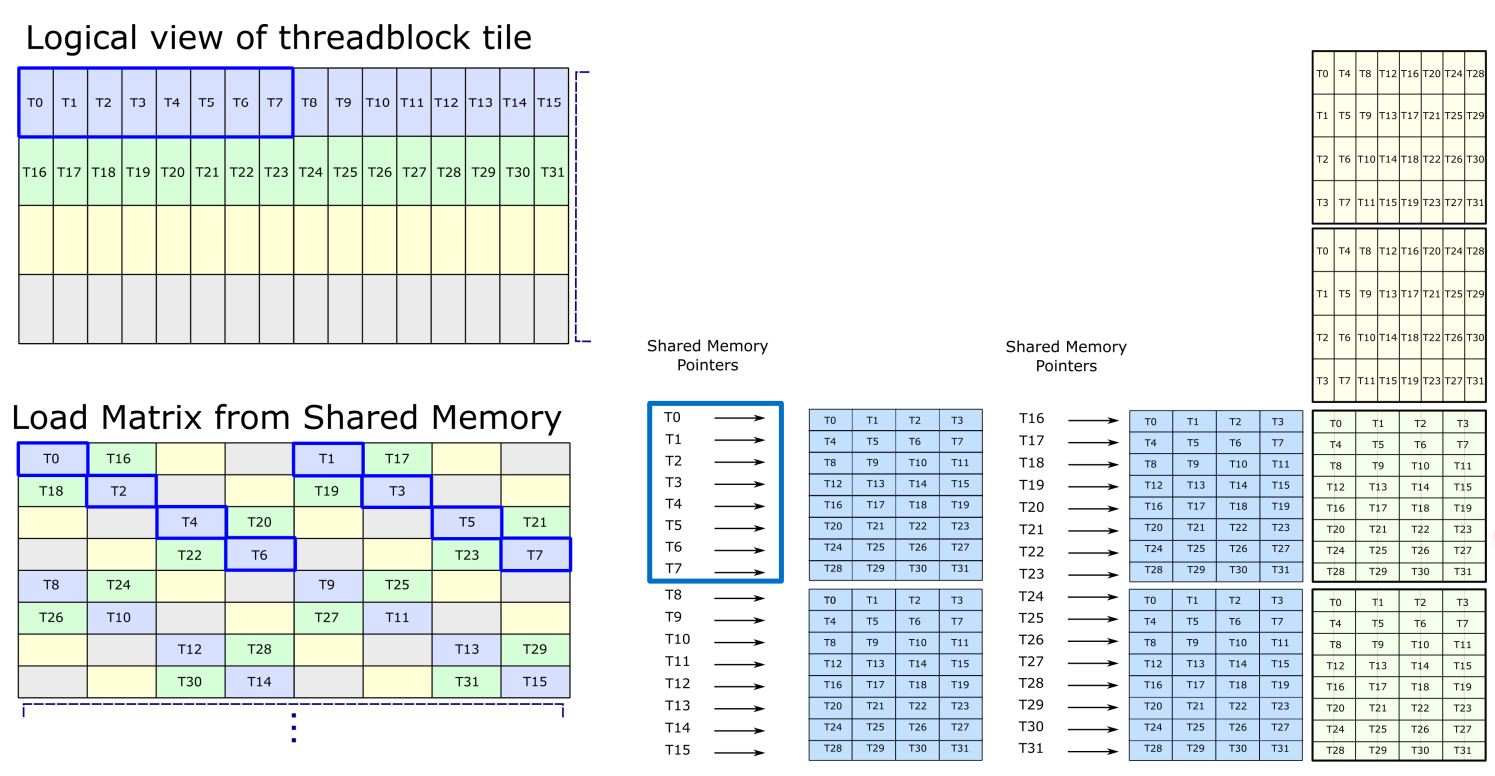 Logical view of threadblock tile
T0 T1 T2 T3 T4 T5 T6 T7 T8 T9 T10 T11 T12 T13 T14 T15
T16 T17 T18 T19 T20 T21 T22 T23 T24 T25 T26 T27 T28 T29 T30 T31
Load Matrix from Shared Memory
T0 T16 T1 T17
T18 T2 T19 T3
T4 T20 T5 T21
T22 T6 T23 T7
T8 T24 T9 T25
T26 T10 T27 T11
T12 T28 T13 T29
T30 T14 T31 T15
Shared Memory
Pointers
T0
T1
T2
T3
T4
T5
T6
T7
T8
T9
T10
T11
T12
T13
T14
T15
T0 T1 T2 T3
T4 T5 T6 T7
T8 T9 T10 T11
T12 T13 T14 T15
T16 T17 T18 T19
T20 T21 T22 T23
T24 T25 T26 T27
T28 T29 T30 T31
T0 T1 T2 T3
T4 T5 T6 T7
T8 T9 T10 T11
T12 T13 T14 T15
T16 T17 T18 T19
T20 T21 T22 T23
T24 T25 T26 T27
T28 T29 T30 T31
Shared Memory
Pointers
T16
T17
T18
T19
T20
T21
T22
T23
T24
T25
T26
T27
T28
T29
T30
T31
T0 T1 T2 T3
T4 T5 T6 T7
T8 T9 T10 T11
T12 T13 T14 T15
T16 T17 T18 T19
T20 T21 T22 T23
T24 T25 T26 T27
T28 T29 T30 T31
T0 T1 T2 T3
T4 T5 T6 T7
T8 T9 T10 T11
T12 T13 T14 T15
T16 T17 T18 T19
T20 T21 T22 T23
T24 T25 T26 T27
T28 T29 T30 T31
T0 T4 T8 T12 T16 T20 T24 T28
T1 T5 T9 T13 T17 T21 T25 T29
T2 T6 T10 T14 T18 T22 T26 T30
T3 T7 T11 T15 T19 T23 T27 T31
T0 T4 T8 T12 T16 T20 T24 T28
T1 T5 T9 T13 T17 T21 T25 T29
T2 T6 T10 T14 T18 T22 T26 T30
T3 T7 T11 T15 T19 T23 T27 T31
T0 T1 T2 T3
T4 T5 T6 T7
T8 T9 T10 T11
T12 T13 T14 T15
T16 T17 T18 T19
T20 T21 T22 T23
T24 T25 T26 T27
T28 T29 T30 T31
T0 T1 T2 T3
T4 T5 T6 T7
T8 T9 T10 T11
T12 T13 T14 T15
T16 T17 T18 T19
T20 T21 T22 T23
T24 T25 T26 T27
T28 T29 T30 T31